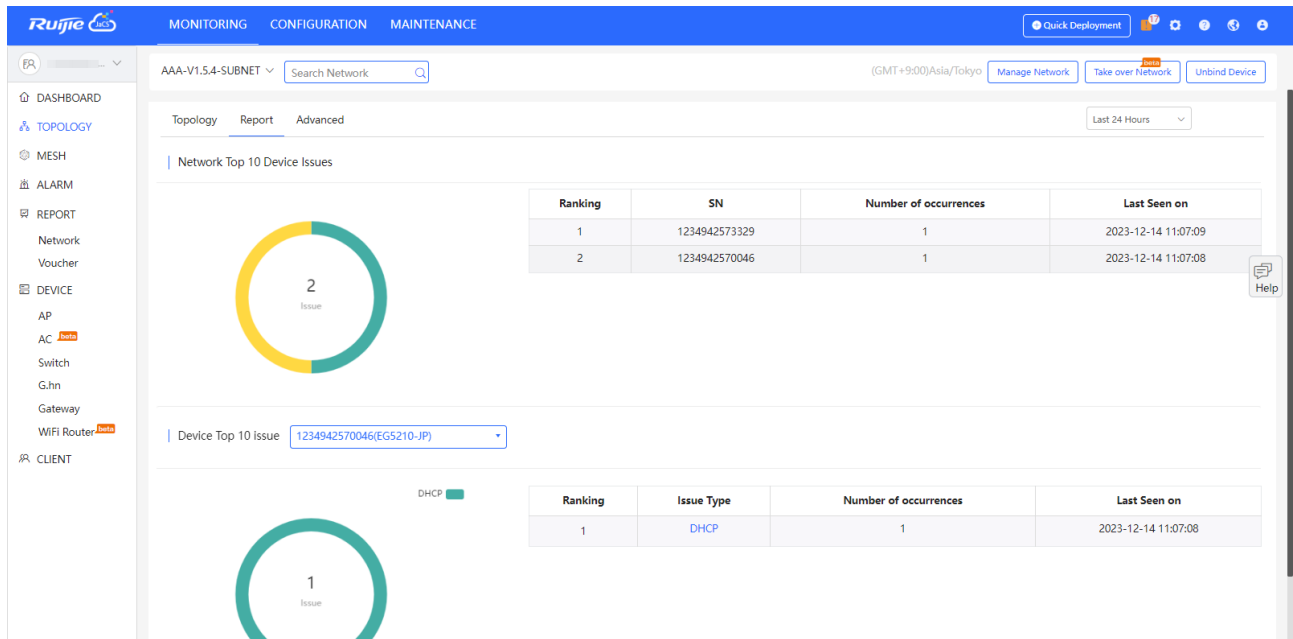 Ruijie JaCS MONITORING CONFIGURATION MAINTENANCE Quick Deployment 17
ER
AAA-V1.5.4-SUBNET Search Network (GMT+9:00)Asia/Tokyo Manage Network Take over Network beta Unbind Device
DASHBOARD
TOPOLOGY
MESH
ALARM
REPORT
Network
Voucher
DEVICE
AP
AC beta
Switch
G.hn
Gateway
WiFi Router beta
CLIENT
Topology Report Advanced Last 24 Hours
Network Top 10 Device Issues
2
Issue
Ranking SN Number of occurrences Last Seen on
1 1234942573329 1 2023-12-14 11:07:09
2 1234942570046 1 2023-12-14 11:07:08
Help
Device Top 10 issue 1234942570046(EG5210-JP)
DHCP
1
Issue
Ranking Issue Type Number of occurrences Last Seen on
1 DHCP 1 2023-12-14 11:07:08